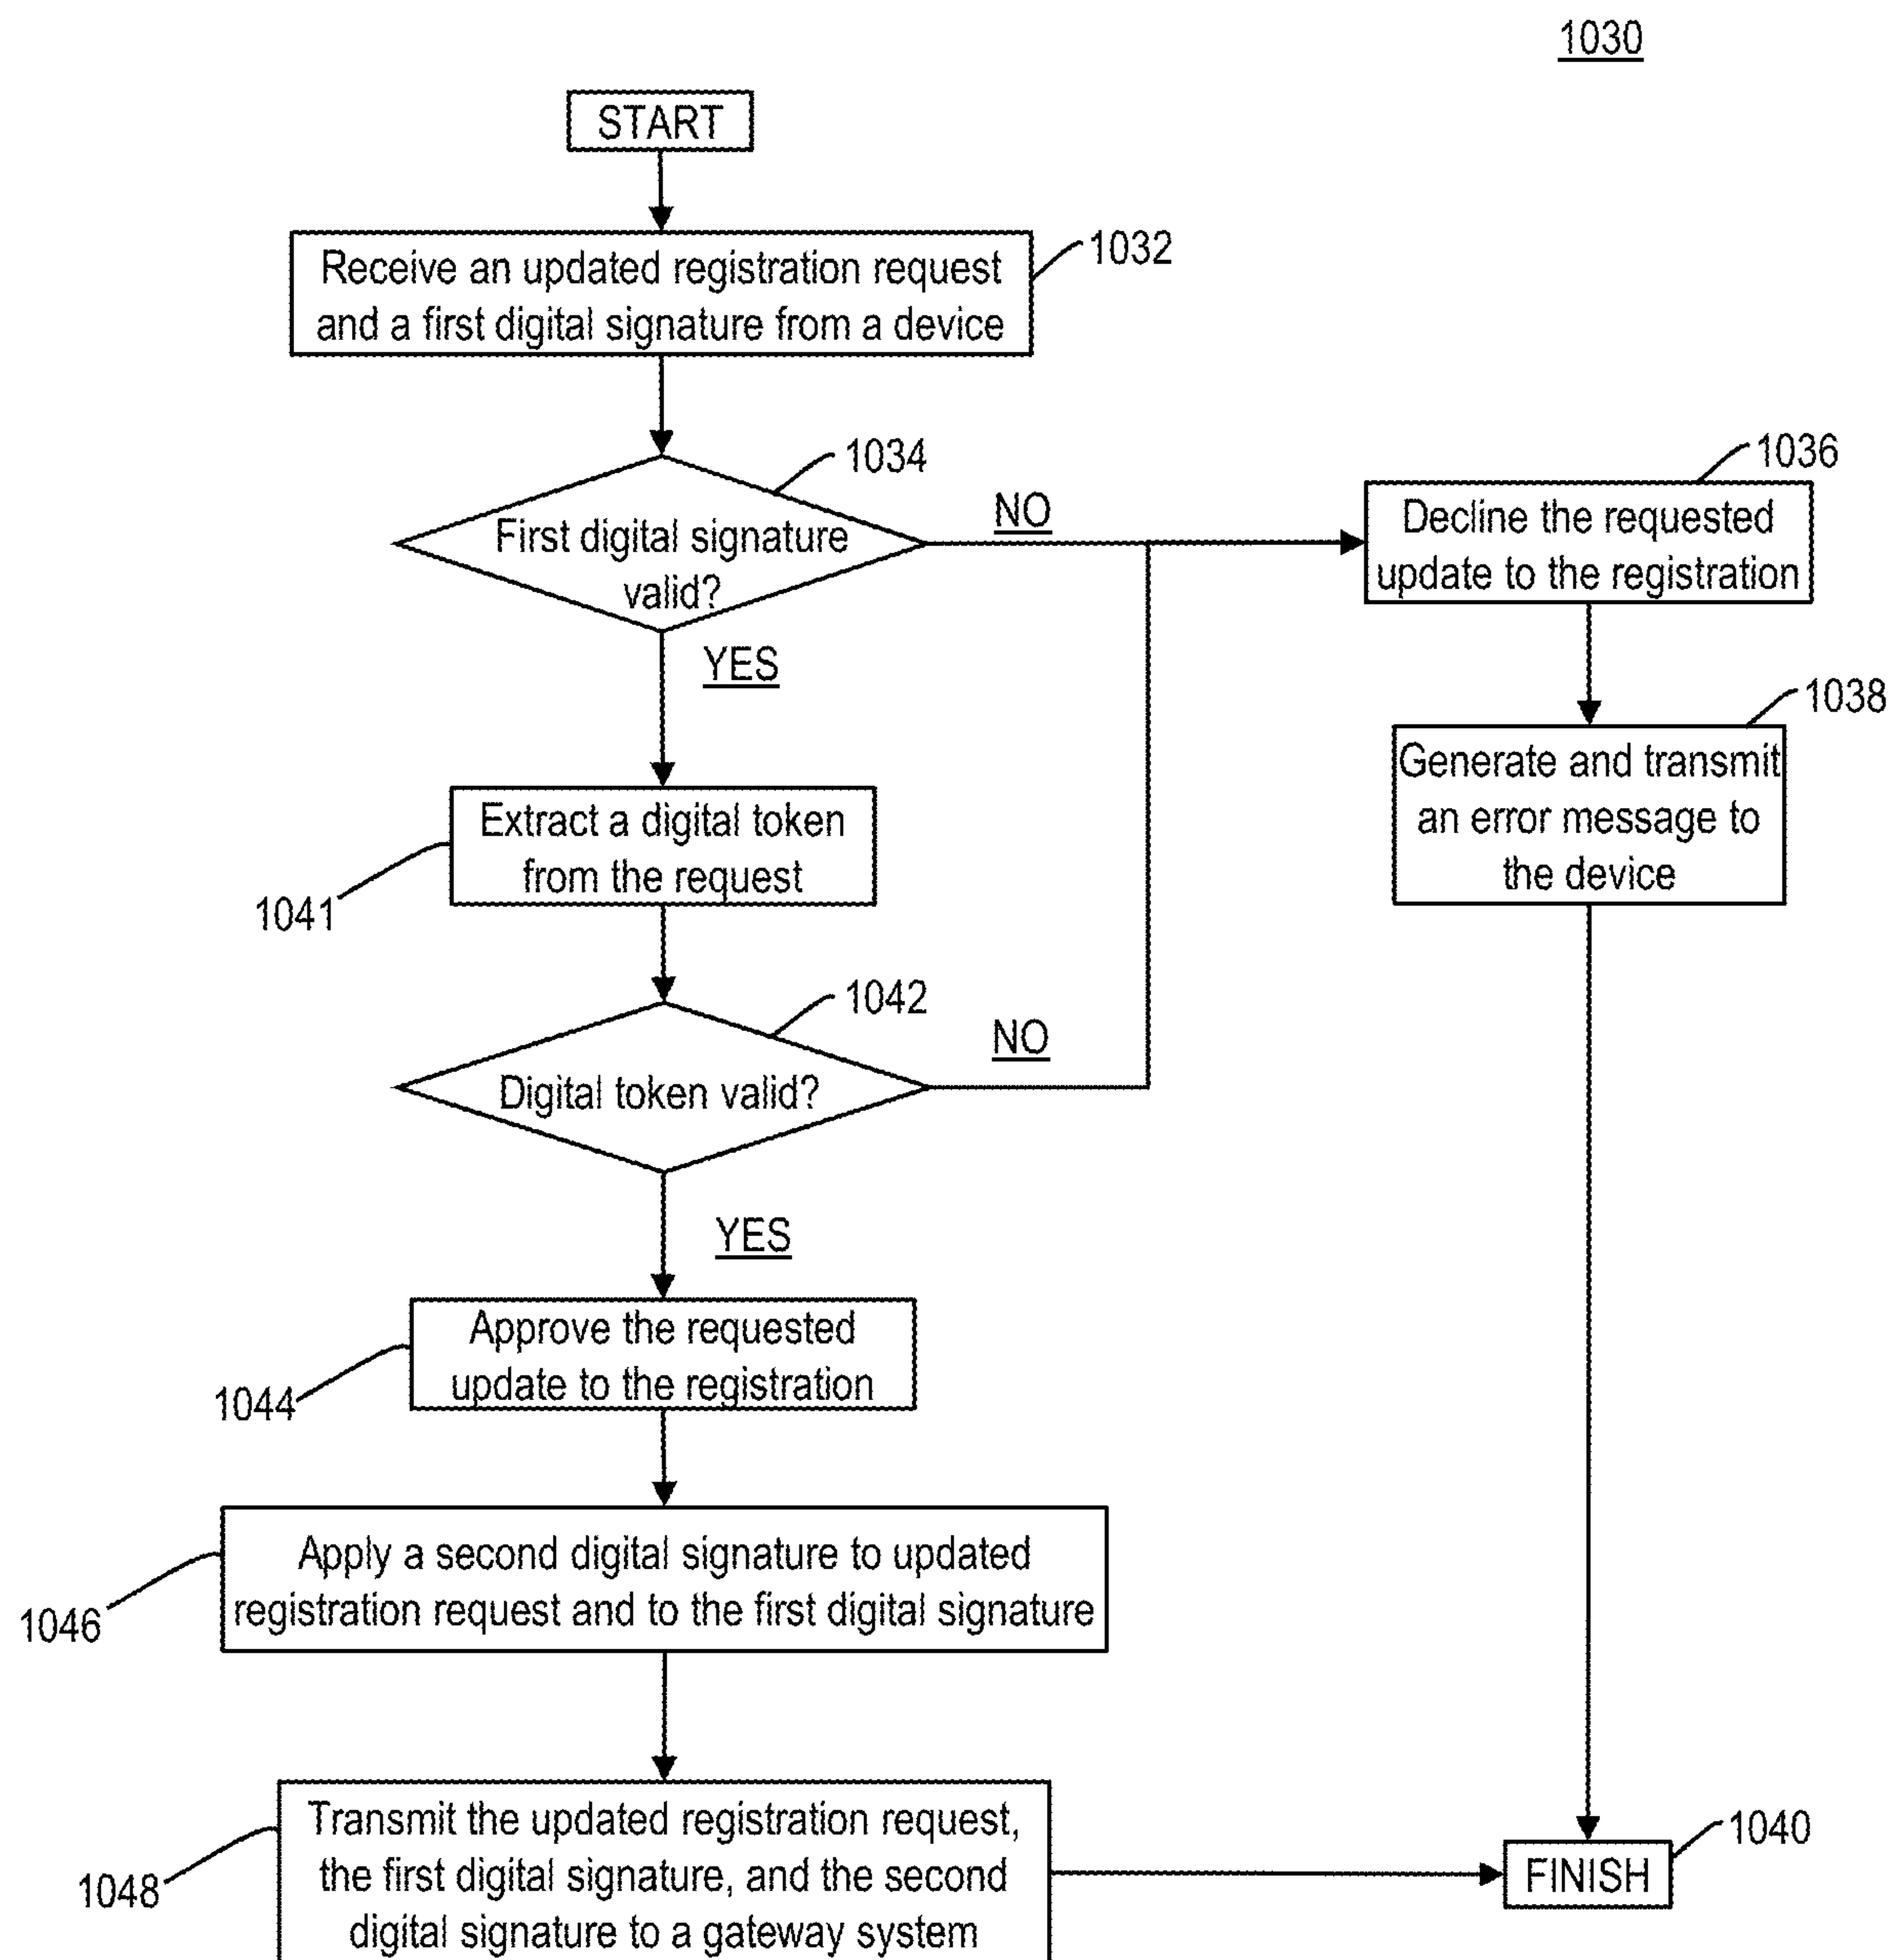 1030
START
Receive an updated registration request
and a first digital signature from a device
1032
1034
First digital signature
valid?
NO
YES
1036
Decline the requested
update to the registration
1038
Generate and transmit
an error message to
the device
Extract a digital token
from the request
1041
1042
Digital token valid?
NO
YES
Approve the requested
update to the registration
1044
Apply a second digital signature to updated
registration request and to the first digital signature
1046
Transmit the updated registration request,
the first digital signature, and the second
digital signature to a gateway system
1048
1040
FINISH